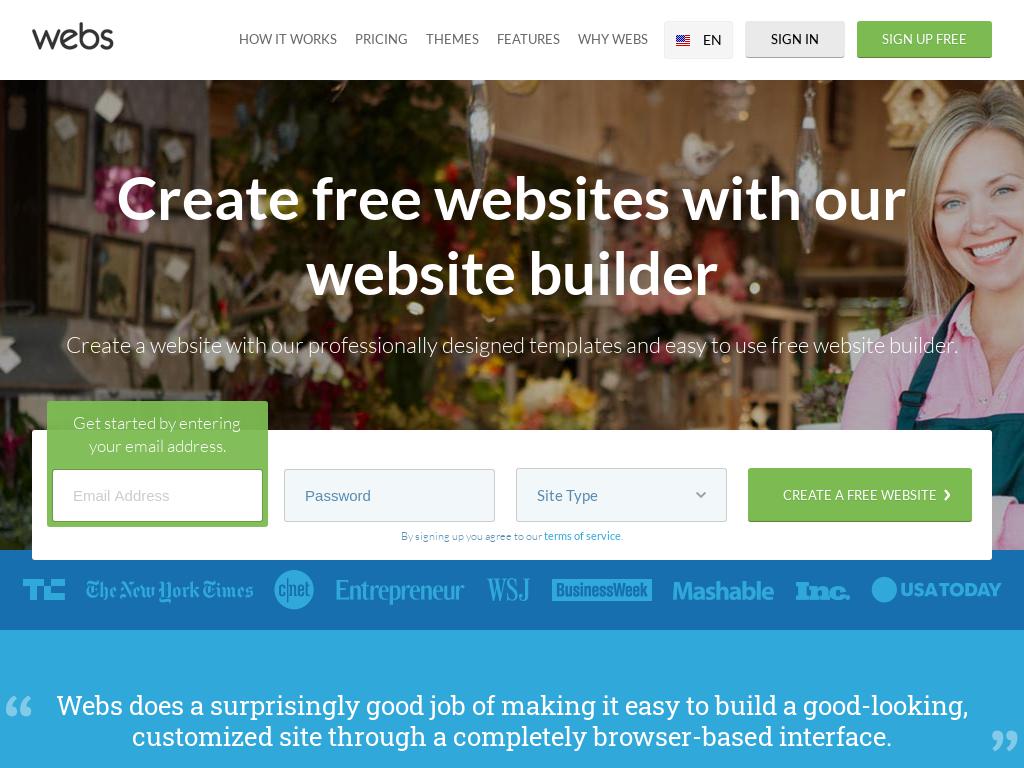 webs
HOW IT WORKS
PRICING
THEMES
FEATURES
WHY WEBS
EN
SIGN IN
SIGN UP FREE
Create free websites with our
website builder
Create a website with our professionally designed templates and easy to use free website builder.
Get started by entering
your email address.
Email Address
Password
Site Type
CREATE A FREE WEBSITE
By signing up you agree to our terms of service.
TC
The New York Times
c|net
Entrepreneur
WSJ
BusinessWeek
Mashable
Inc.
USA TODAY
“ Webs does a surprisingly good job of making it easy to build a good-looking,
customized site through a completely browser-based interface. ”